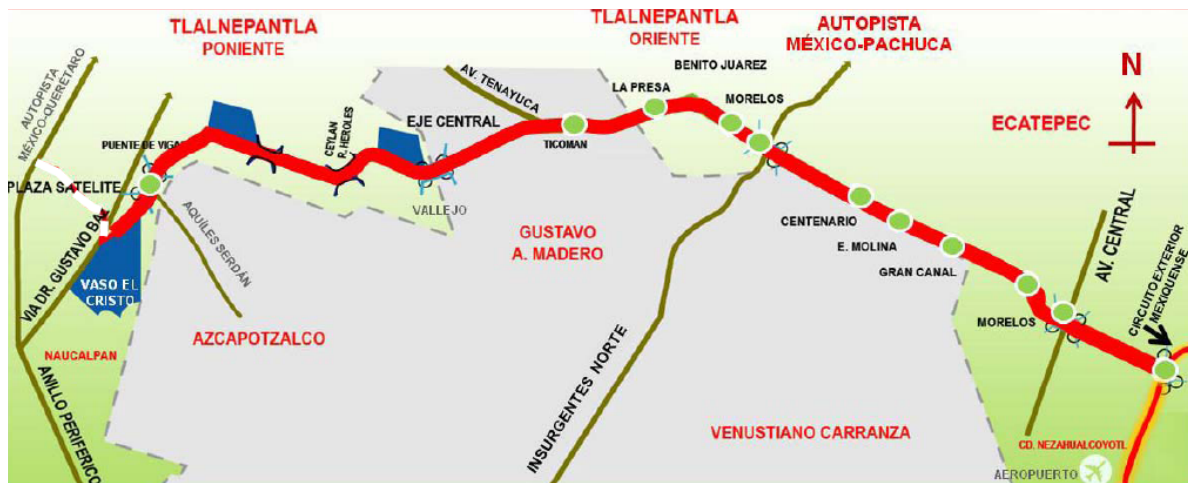 TLALNEPANTLA
PONIENTE
TLALNEPANTLA
ORIENTE
AUTOPISTA
MÉXICO-PACHUCA
N
AUTOPISTA
MÉXICO-QUERÉTARO
AV. TENAYUCA
BENITO JUAREZ
LA PRESA
MORELOS
ECATEPEC
PUENTE DE VIGAS
CEYLAN
R. HEROLES
EJE CENTRAL
TICOMAN
PLAZA SATELITE
VALLEJO
AQUÍLES SERDÁN
VIA DR. GUSTAVO BAZ
GUSTAVO
A. MADERO
CENTENARIO
E. MOLINA
GRAN CANAL
AV. CENTRAL
CIRCUITO EXTERIOR
MEXIQUENSE
VASO EL
CRISTO
MORELOS
AZCAPOTZALCO
NAUCALPAN
ANILLO PERIFERICO
INSURGENTES NORTE
VENUSTIANO CARRANZA
CD. NEZAHUALCOYOTL
AEROPUERTO